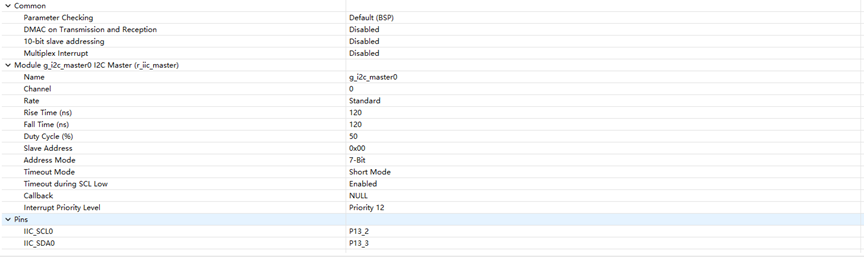 Common
Parameter Checking Default (BSP)
DMAC on Transmission and Reception Disabled
10-bit slave addressing Disabled
Multiplex Interrupt Disabled
Module g_i2c_master0 I2C Master (r_iic_master)
Name g_i2c_master0
Channel 0
Rate Standard
Rise Time (ns) 120
Fall Time (ns) 120
Duty Cycle (%) 50
Slave Address 0x00
Address Mode 7-Bit
Timeout Mode Short Mode
Timeout during SCL Low Enabled
Callback NULL
Interrupt Priority Level Priority 12
Pins
IIC_SCL0 P13_2
IIC_SDA0 P13_3